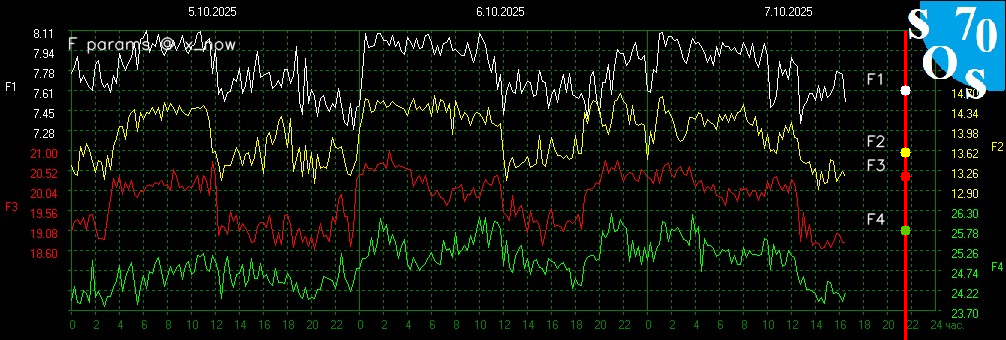 5.10.2025 6.10.2025 7.10.2025
S 70
O S
F params @ x_now
8.11
7.94
7.78
F1 7.61
7.45
7.28
21.00
20.52
20.04
F3 19.56
19.08
18.60
F1
F2
F3
F4
14.70
14.34
13.98
13.62 F2
13.26
12.90
26.30
25.78
25.26
24.74 F4
24.22
23.70
0 2 4 6 8 10 12 14 16 18 20 22 0 2 4 6 8 10 12 14 16 18 20 22 0 2 4 6 8 10 12 14 16 18 20 22 24 час.